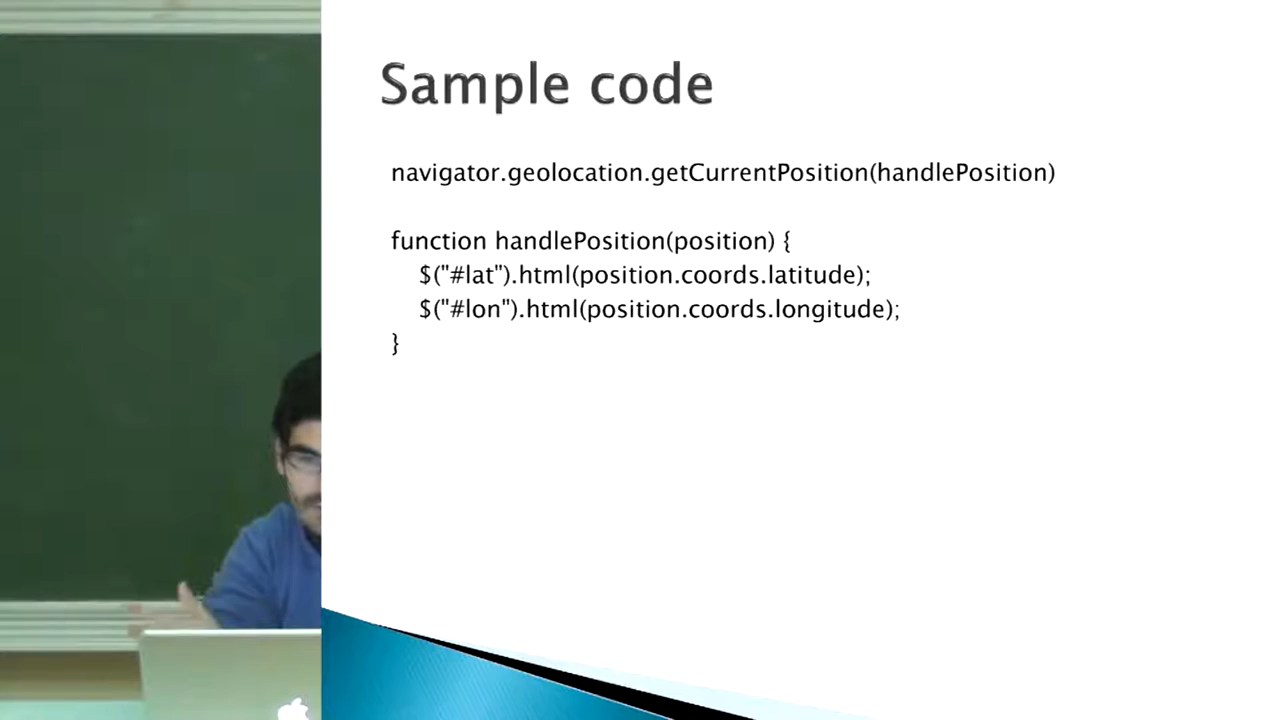 Sample code
navigator.geolocation.getCurrentPosition(handlePosition)
function handlePosition(position) {
$("#lat").html(position.coords.latitude);
$("#lon").html(position.coords.longitude);
}